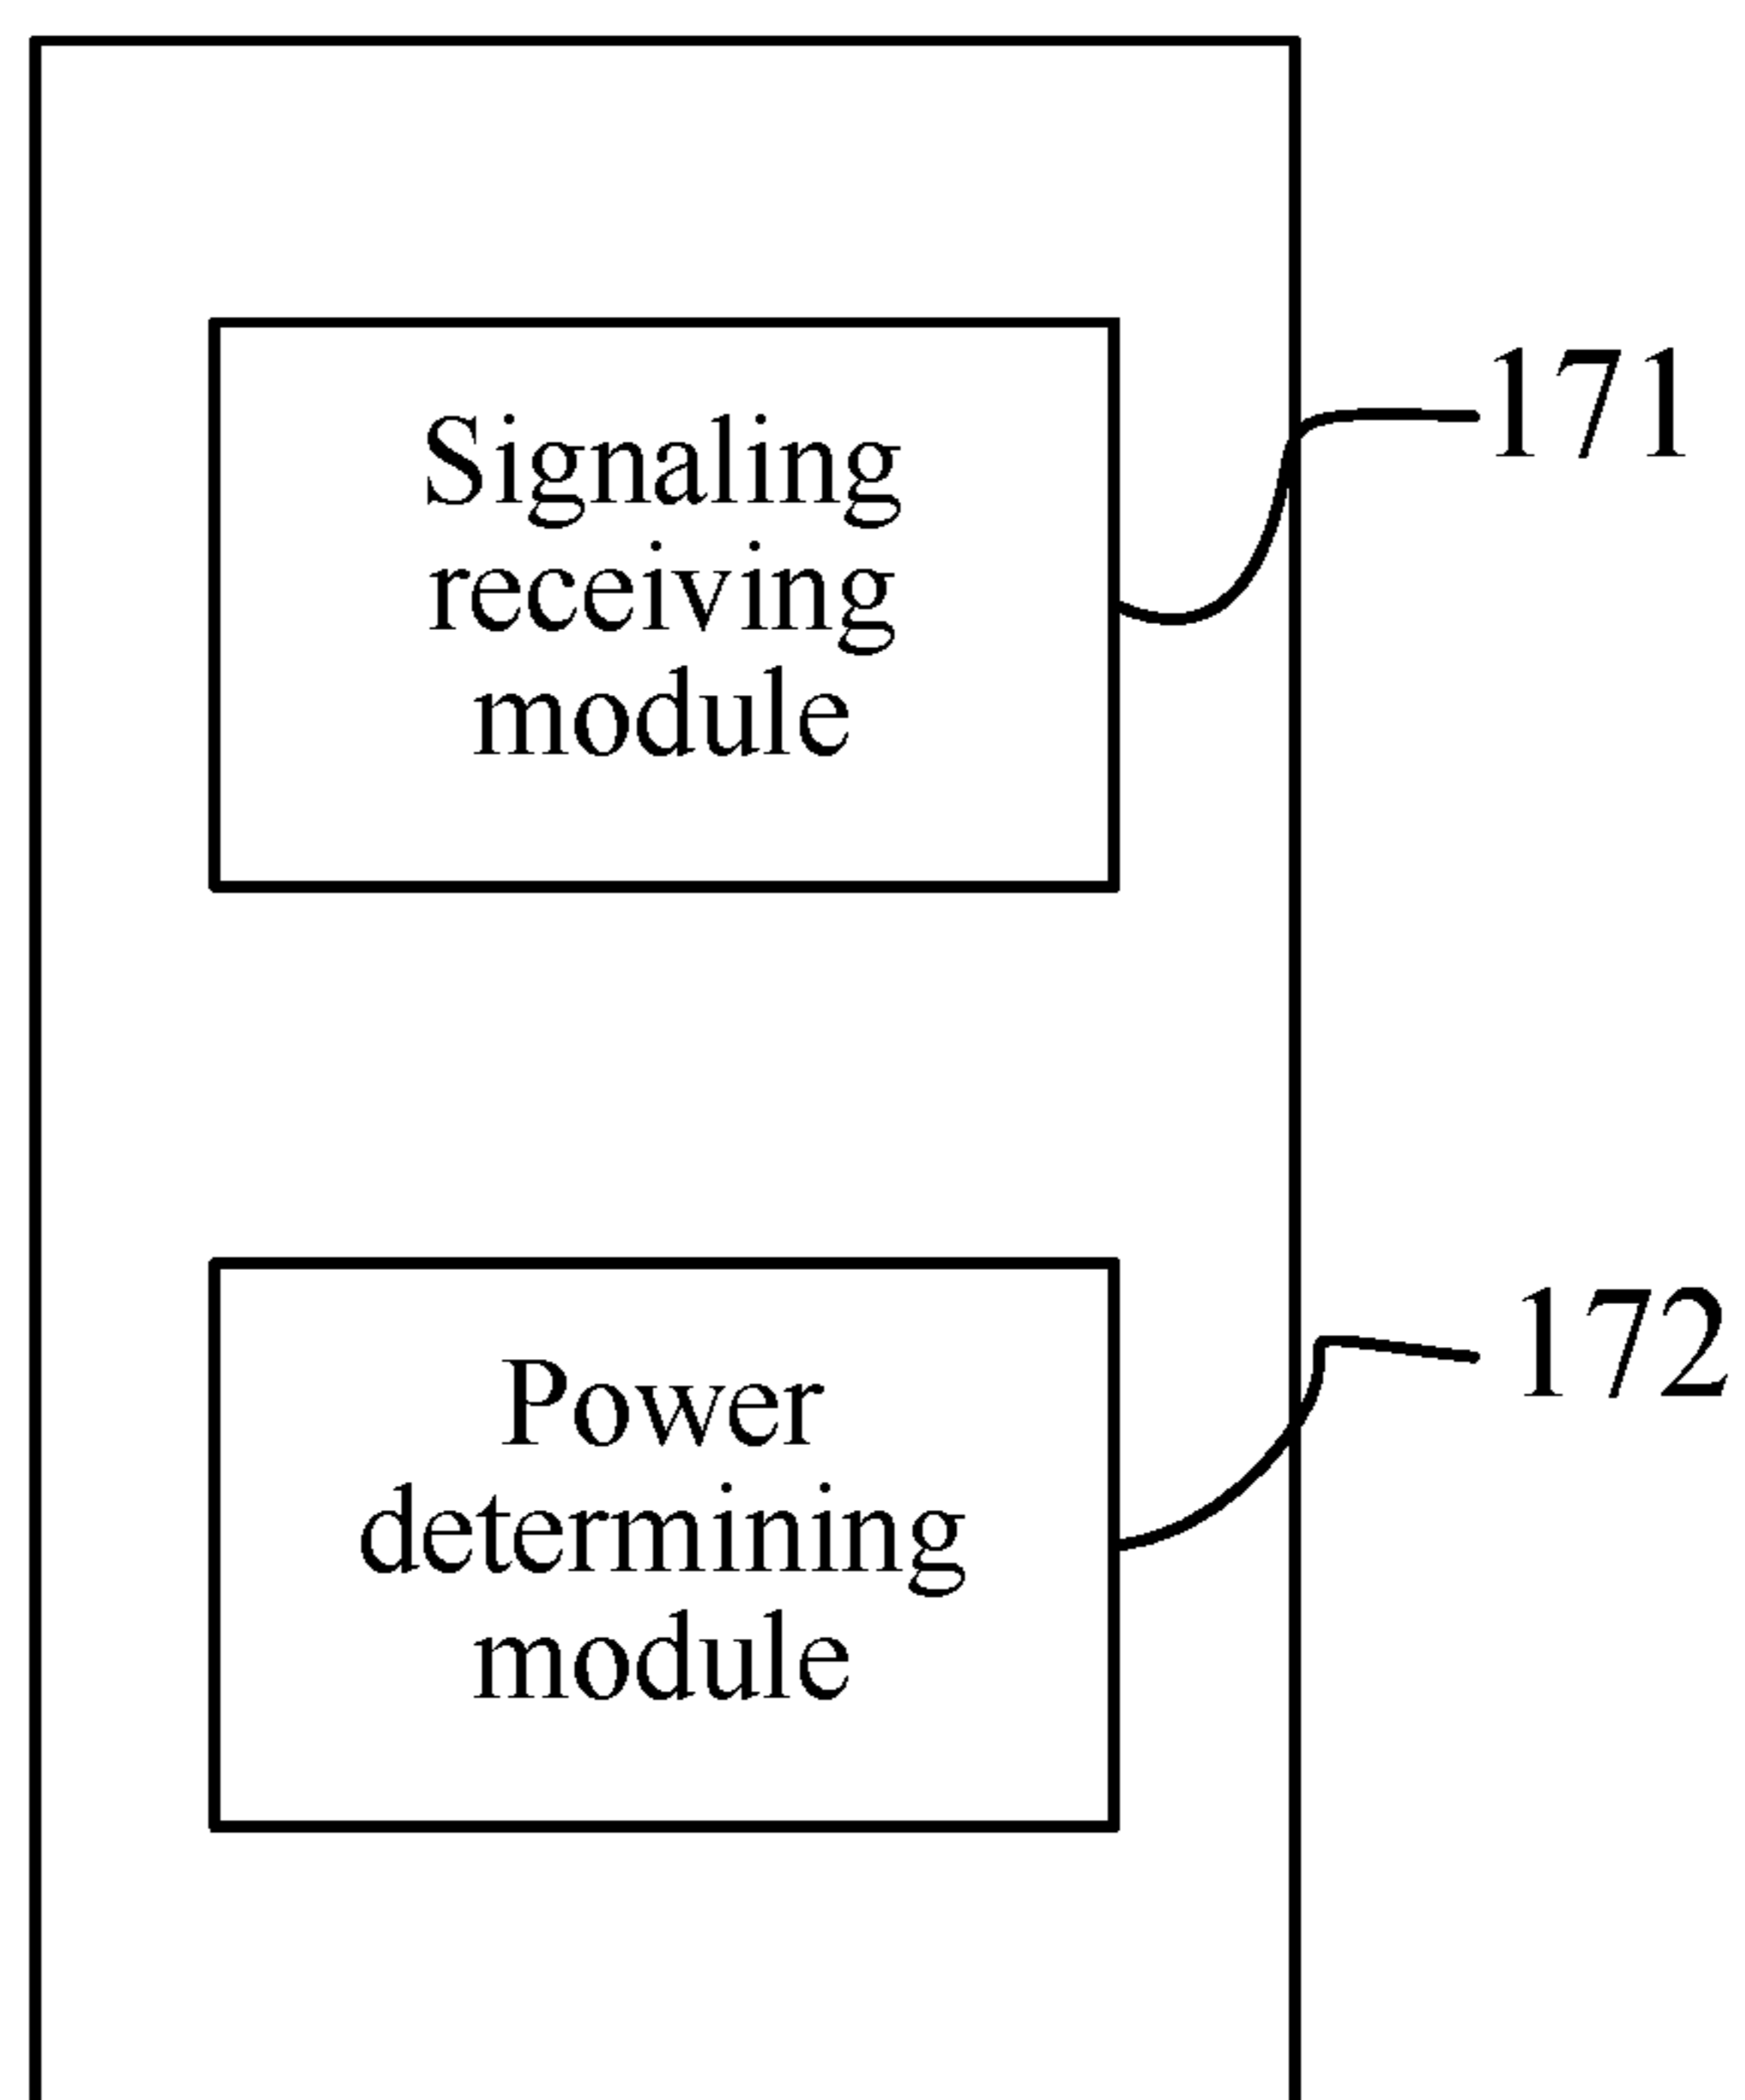 Signaling
receiving
module
171
Power
determining
module
172